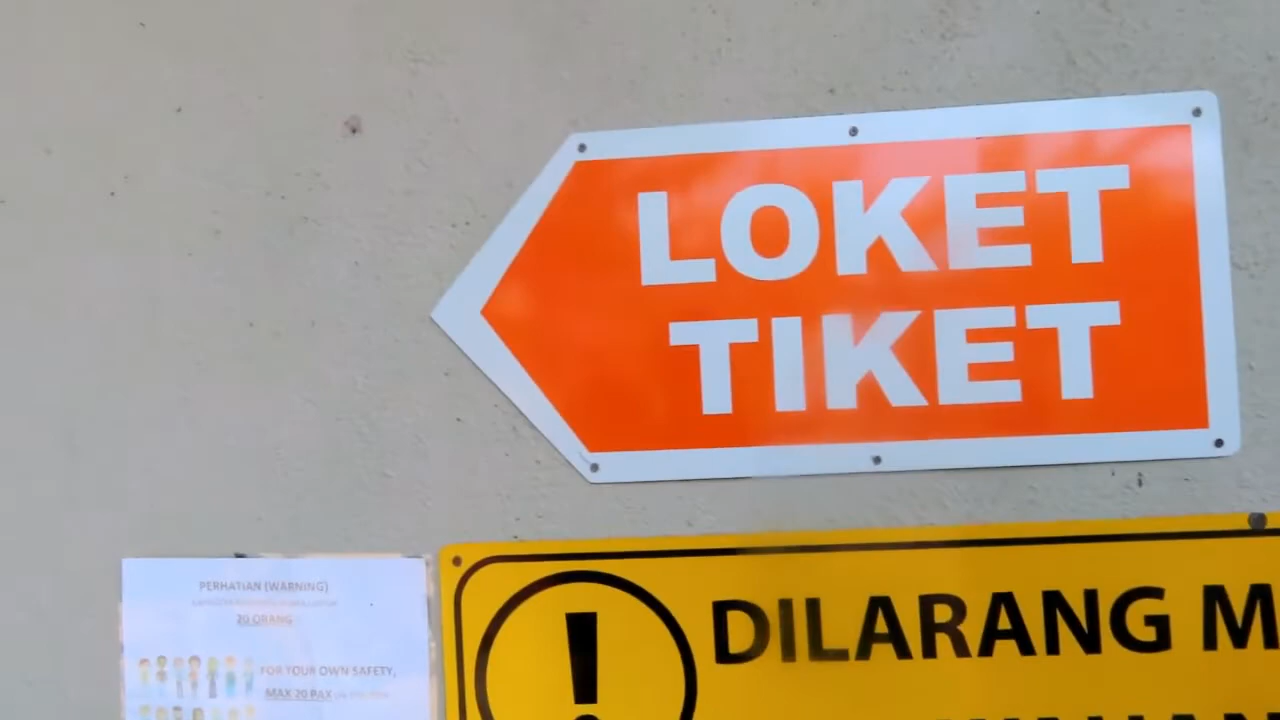 LOKET
TIKET
PERHATIAN (WARNING)
20 ORANG
FOR YOUR OWN SAFETY,
MAX 20 PAX
DILARANG M